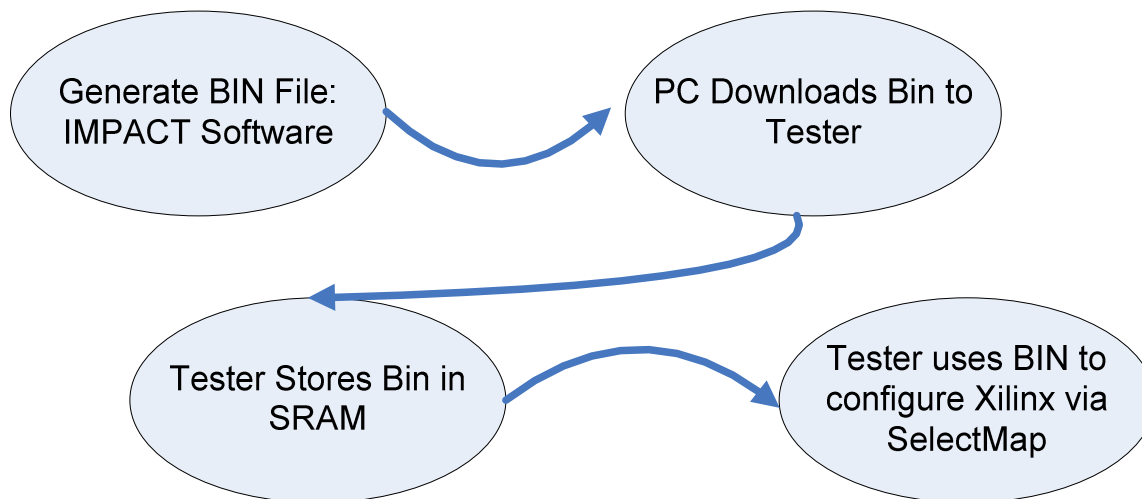 Generate BIN File:
IMPACT Software
PC Downloads Bin to
Tester
Tester Stores Bin in
SRAM
Tester uses BIN to
configure Xilinx via
SelectMap